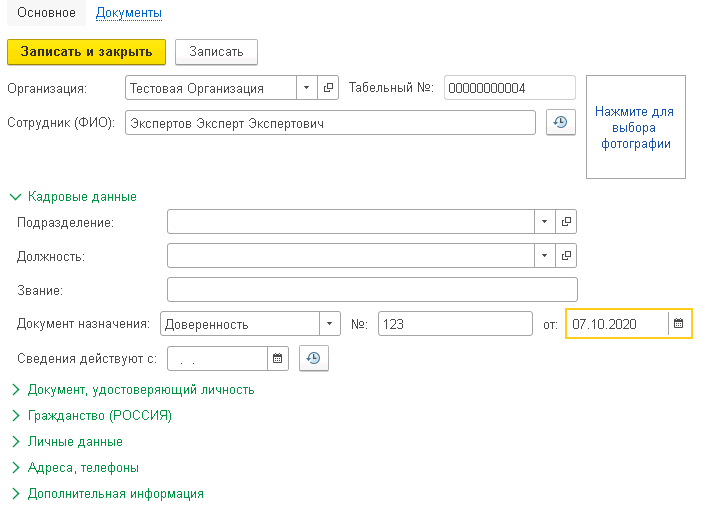 Основное Документы
Записать и закрыть Записать
Организация: Тестовая Организация Табельный №: 00000000004
Сотрудник (ФИО): Экспертов Эксперт Экспертович
Нажмите для
выбора
фотографии
Кадровые данные
Подразделение:
Должность:
Звание:
Документ назначения: Доверенность №: 123 от: 07.10.2020
Сведения действуют с: . .
Документ, удостоверяющий личность
Гражданство (РОССИЯ)
Личные данные
Адреса, телефоны
Дополнительная информация